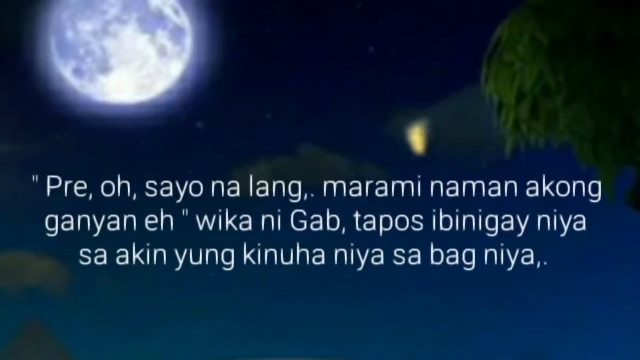 " Pre, oh, sayo na lang,. marami naman akong
ganyan eh " wika ni Gab, tapos ibinigay niya
sa akin yung kinuha niya sa bag niya,.